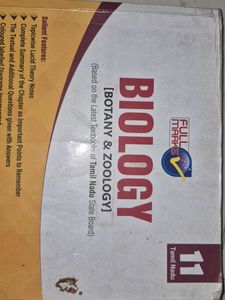 FULL
MARKS
11
Tamil Nadu
BIOLOGY
[BOTANY & ZOOLOGY]
(Based on the Latest Textbooks of Tamil Nadu State Board)
Salient Features:
Topicwise Lucid Theory Notes
Complete Summary of the Chapter as Important Points to Remember
The Textual and Additional Questions given with Answers